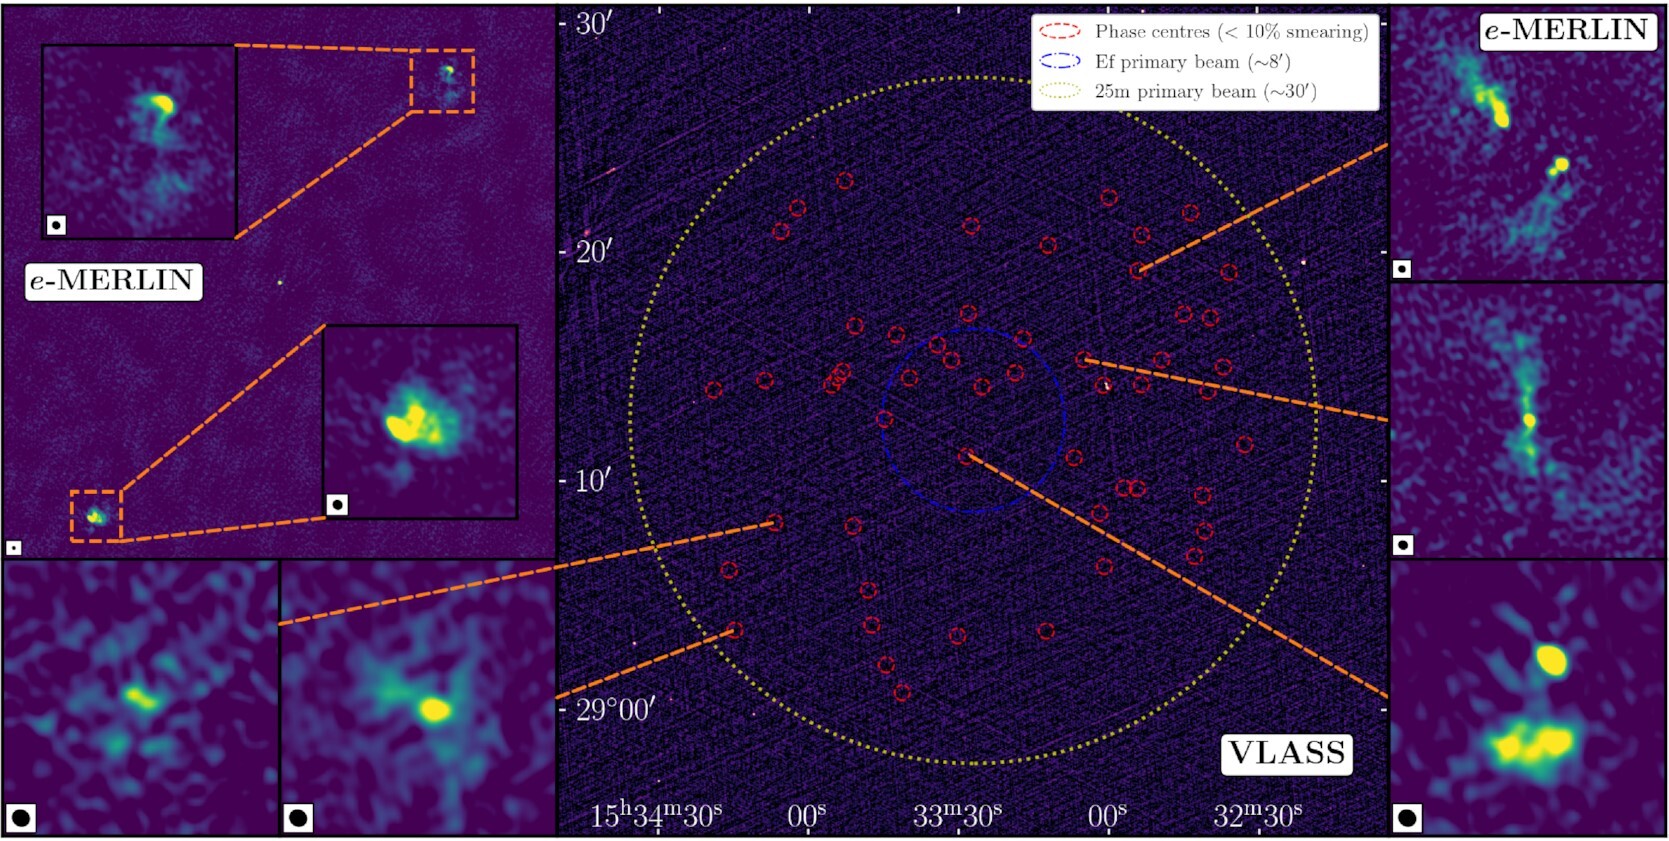 e-MERLIN
30′
20′
10′
29°00′
15ʰ34ᵐ30ˢ
00ˢ
33ᵐ30ˢ
00ˢ
32ᵐ30ˢ
Phase centres (< 10% smearing)
Ef primary beam (~8′)
25m primary beam (~30′)
VLASS
e-MERLIN